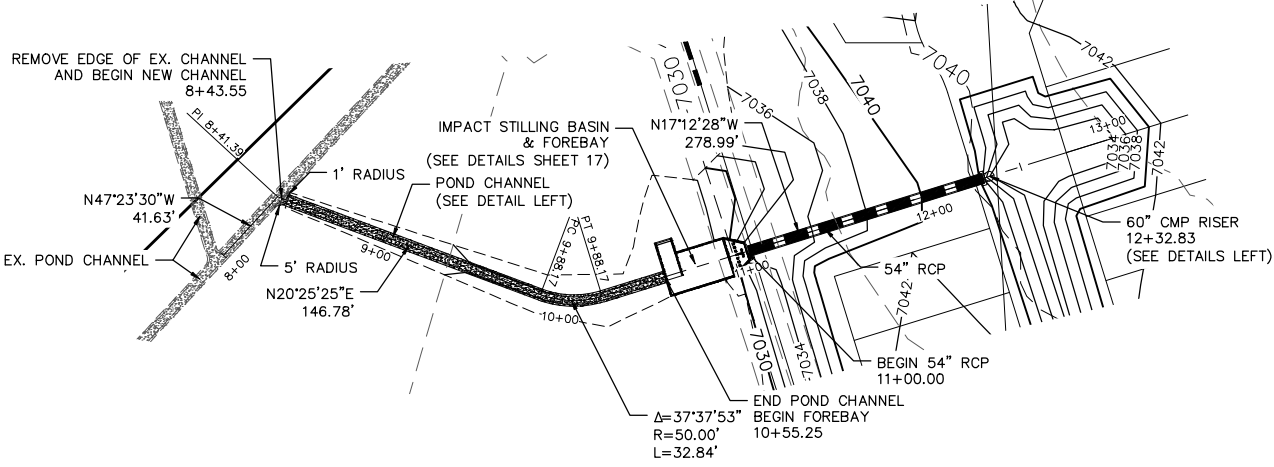 REMOVE EDGE OF EX. CHANNEL
AND BEGIN NEW CHANNEL
8+43.55
PI 8+41.39
N47°23'30"W
41.63'
EX. POND CHANNEL
8+00
1' RADIUS
5' RADIUS
POND CHANNEL
(SEE DETAIL LEFT)
9+00
N20°25'25"E
146.78'
IMPACT STILLING BASIN
& FOREBAY
(SEE DETAILS SHEET 17)
PC 9+88.17
PT 9+88.17
10+00
Δ=37°37'53"
R=50.00'
L=32.84'
END POND CHANNEL
BEGIN FOREBAY
10+55.25
N17°12'28"W
278.99'
7030
7036
7038
7040
7040
7042
+00
7030
7034
54" RCP
7042
BEGIN 54" RCP
11+00.00
12+00
13+00
7034
7036
7038
7042
60" CMP RISER
12+32.83
(SEE DETAILS LEFT)